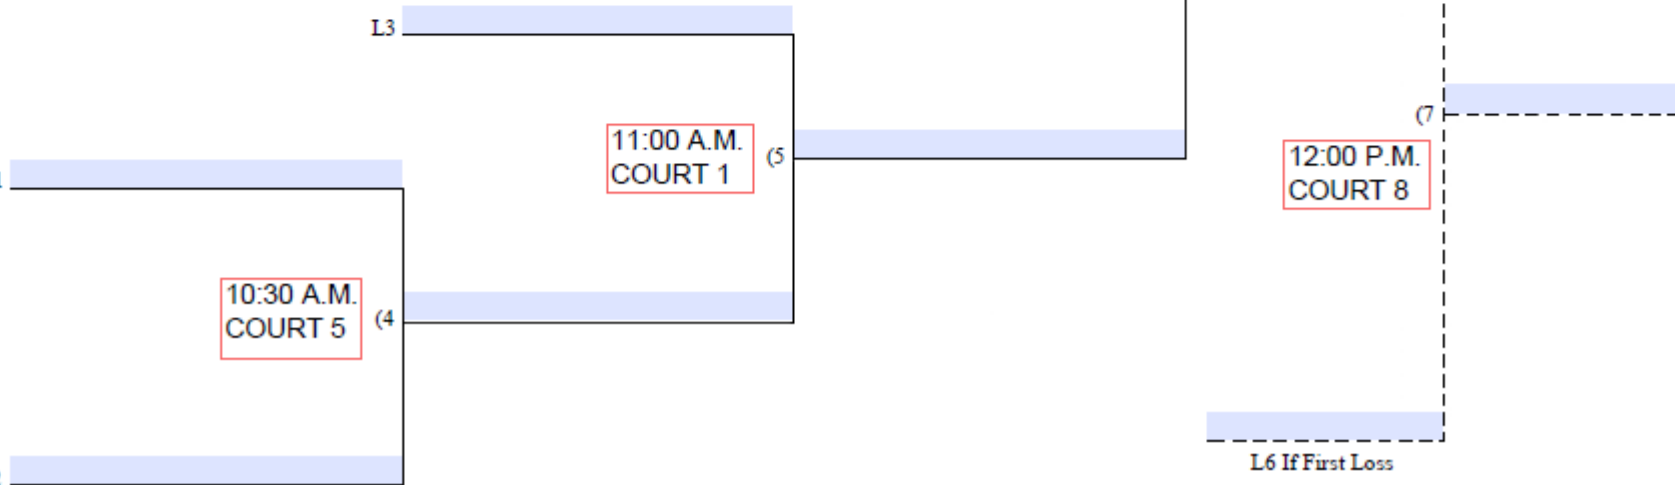 L3
11:00 A.M.
COURT 1
(5
(7
12:00 P.M.
COURT 8
10:30 A.M.
COURT 5
(4
L6 If First Loss